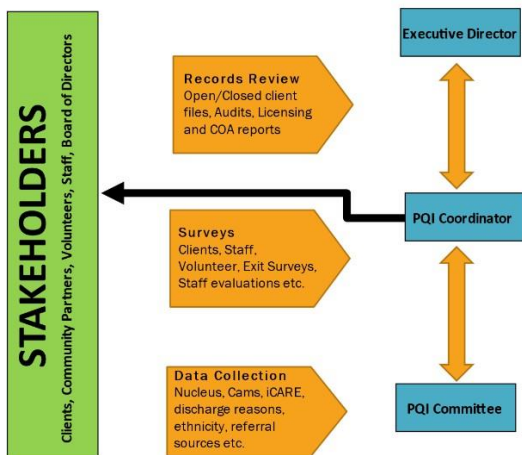 STAKEHOLDERS
Clients, Community Partners, Volunteers, Staff, Board of Directors
Records Review
Open/Closed client
files, Audits, Licensing
and COA reports
Surveys
Clients, Staff,
Volunteer, Exit Surveys,
Staff evaluations etc.
Data Collection
Nucleus, Cams, iCARE,
discharge reasons,
ethnicity, referral
sources etc.
Executive Director
PQI Coordinator
PQI Committee